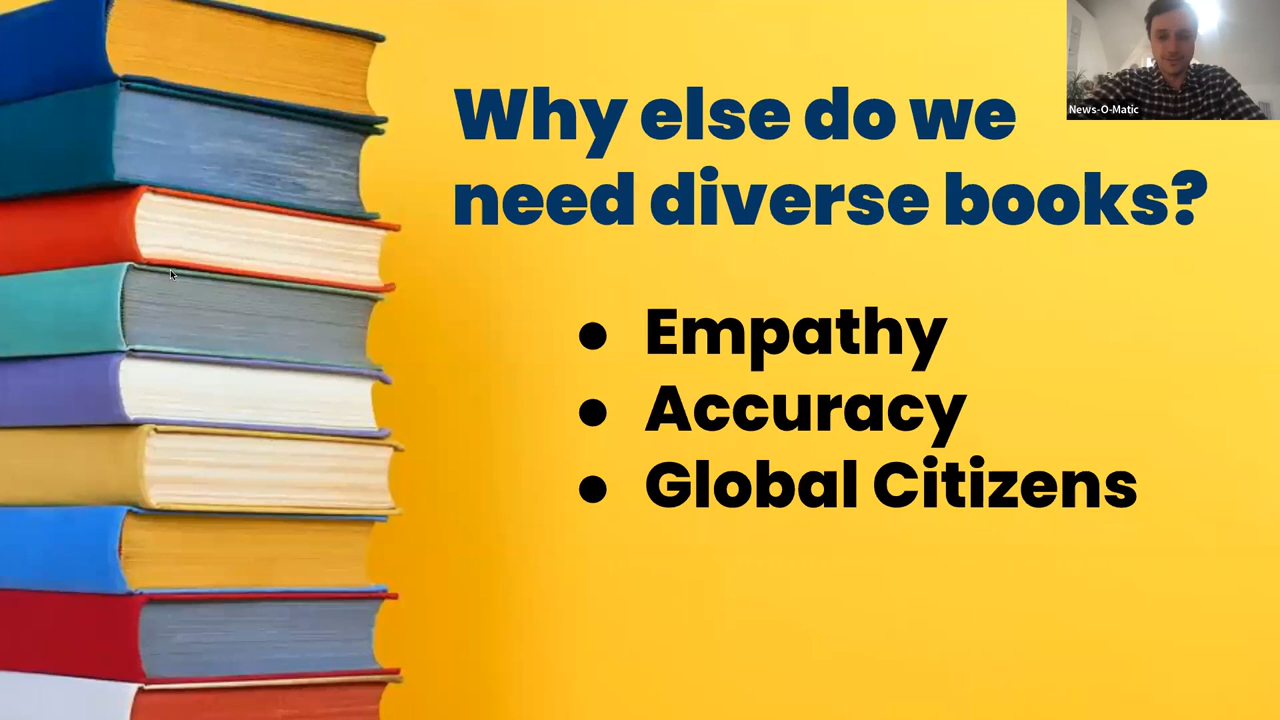 Why else do we
need diverse books?
● Empathy
● Accuracy
● Global Citizens
News-O-Matic